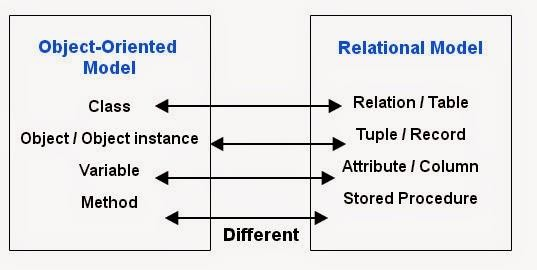 Object-Oriented
Model
Class
Object / Object instance
Variable
Method
Relational Model
Relation / Table
Tuple / Record
Attribute / Column
Stored Procedure
Different